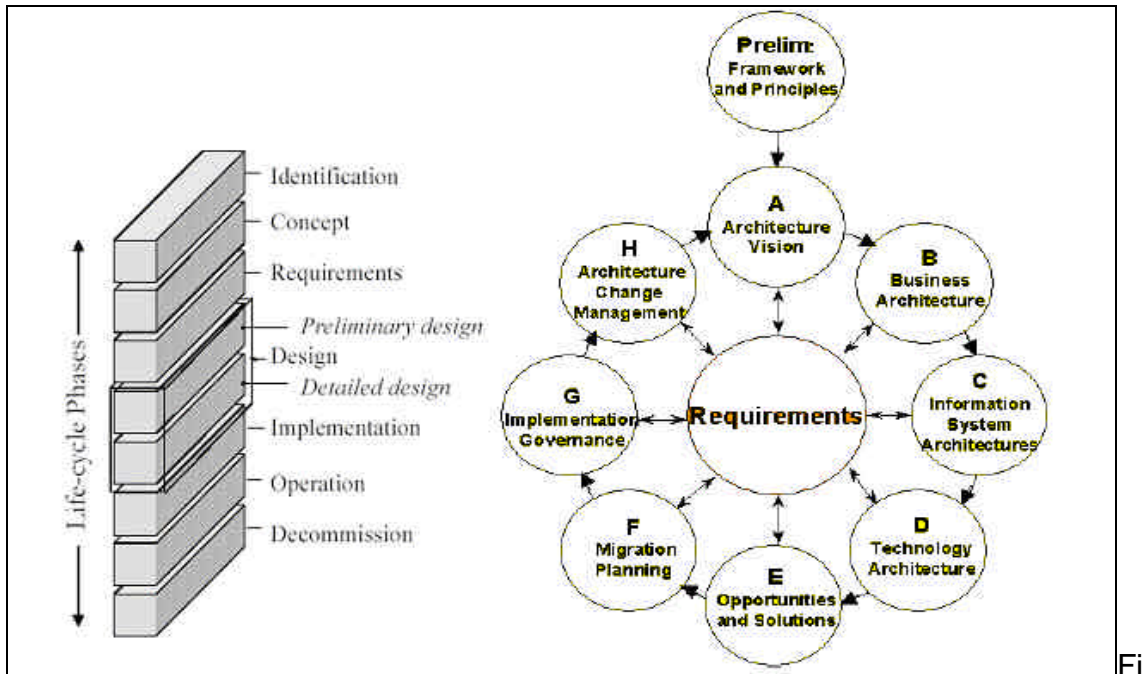 Life-cycle Phases
Identification
Concept
Requirements
Preliminary design
Design
Detailed design
Implementation
Operation
Decommission
Prelim:
Framework
and Principles
A
Architecture
Vision
B
Business
Architecture
C
Information
System
Architectures
D
Technology
Architecture
E
Opportunities
and Solutions
F
Migration
Planning
G
Implementation
Governance
H
Architecture
Change
Management
Requirements
Fi